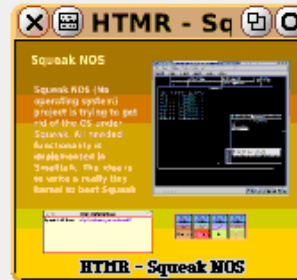 HTMR - Sq
Squeak NOS
Squeak NOS (No
operating system)
project is trying to get
rid of the OS under
Squeak. All needed
functionality is
implemented in
Smalltalk. The idea is
to write a really tiny
kernel to boot Squeak
HTMR - Squeak NOS